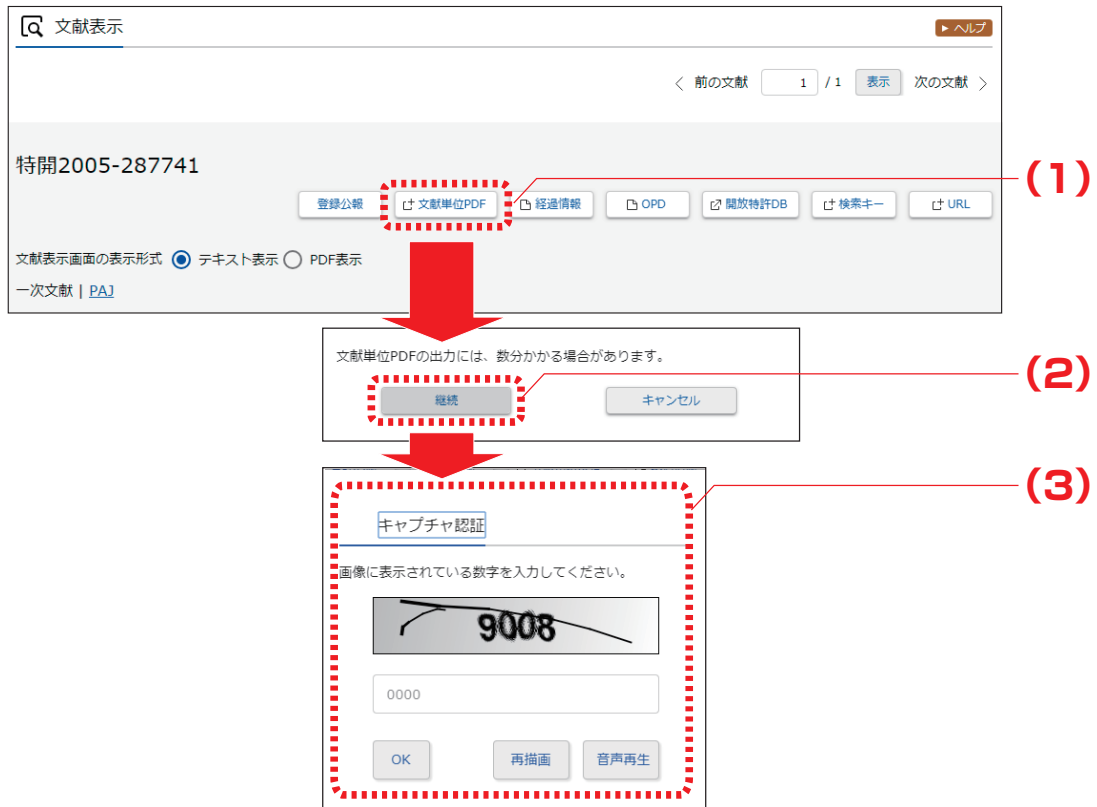 文献表示
ヘルプ
前の文献 1 / 1 表示 次の文献
特開2005-287741
(1)
登録公報 文献単位PDF 経過情報 OPD 開放特許DB 検索キー URL
文献表示画面の表示形式 テキスト表示 PDF表示
一次文献 | PAJ
文献単位PDFの出力には、数分かかる場合があります。
(2)
継続 キャンセル
(3)
キャプチャ認証
画像に表示されている数字を入力してください。
9008
0000
OK 再描画 音声再生